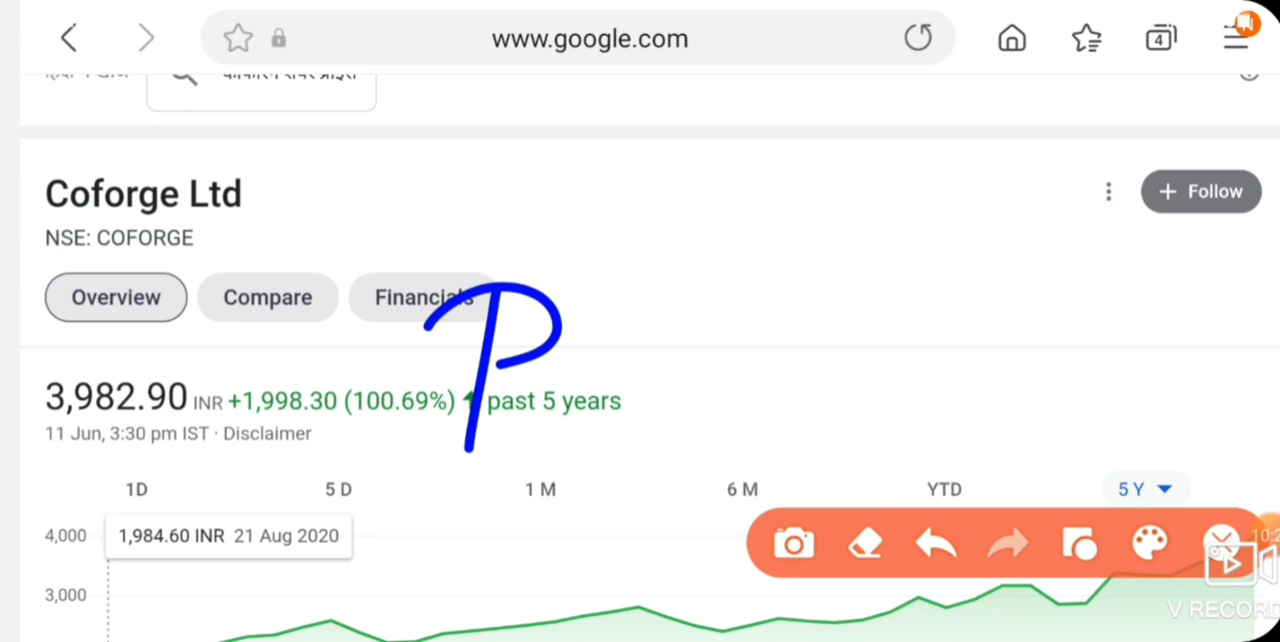 www.google.com
4
Coforge Ltd
+ Follow
NSE: COFORGE
Overview Compare Financials
P
3,982.90 INR +1,998.30 (100.69%) past 5 years
11 Jun, 3:30 pm IST · Disclaimer
1D 5 D 1 M 6 M YTD 5 Y
4,000 1,984.60 INR 21 Aug 2020
3,000
V RECORD